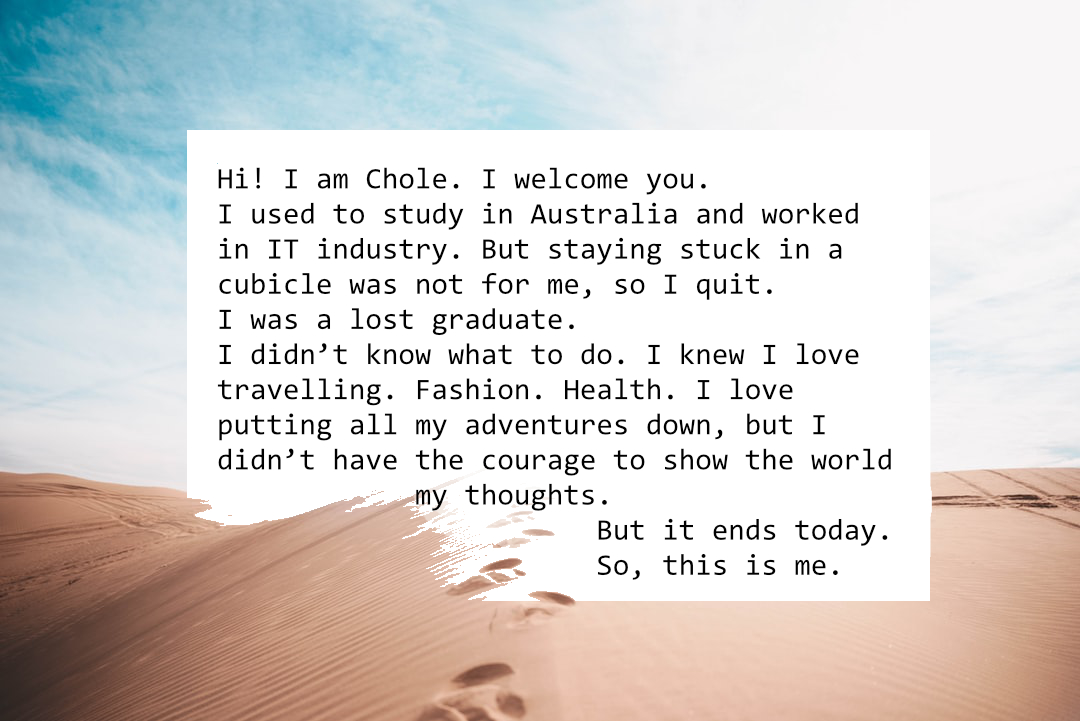 Hi! I am Chole. I welcome you.
I used to study in Australia and worked
in IT industry. But staying stuck in a
cubicle was not for me, so I quit.
I was a lost graduate.
I didn’t know what to do. I knew I love
travelling. Fashion. Health. I love
putting all my adventures down, but I
didn’t have the courage to show the world
my thoughts.
But it ends today.
So, this is me.